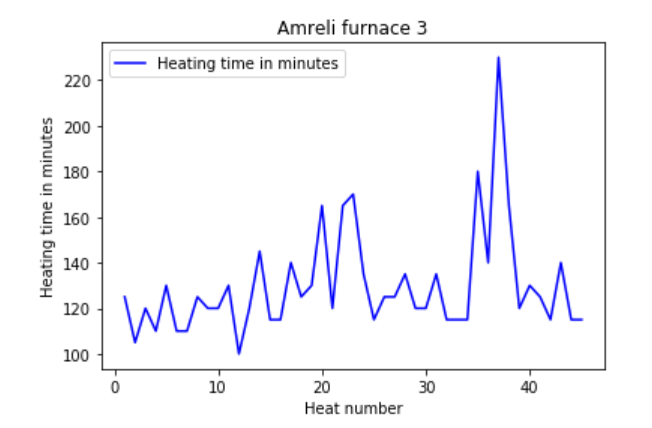 Amreli furnace 3
Heating time in minutes
Heating time in minutes
220
200
180
160
140
120
100
0 10 20 30 40
Heat number